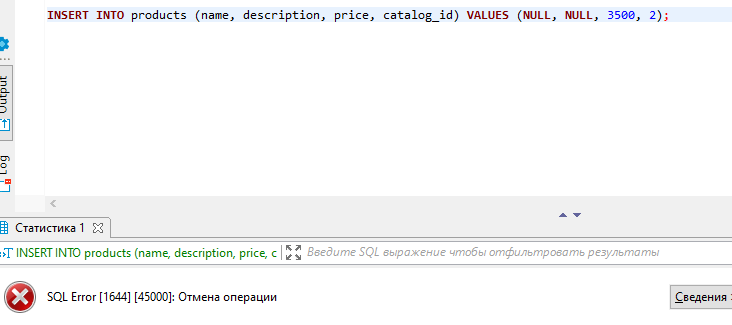 INSERT INTO products (name, description, price, catalog_id) VALUES (NULL, NULL, 3500, 2);
Output
Log
Статистика 1
INSERT INTO products (name, description, price, c
Введите SQL выражение чтобы отфильтровать результаты
SQL Error [1644] [45000]: Отмена операции
Сведения >